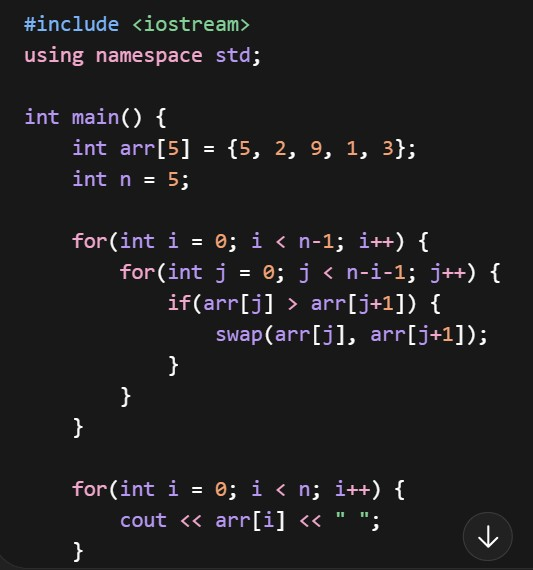 #include <iostream>
using namespace std;

int main() {
    int arr[5] = {5, 2, 9, 1, 3};
    int n = 5;

    for(int i = 0; i < n-1; i++) {
        for(int j = 0; j < n-i-1; j++) {
            if(arr[j] > arr[j+1]) {
                swap(arr[j], arr[j+1]);
            }
        }
    }

    for(int i = 0; i < n; i++) {
        cout << arr[i] << " ";
    }